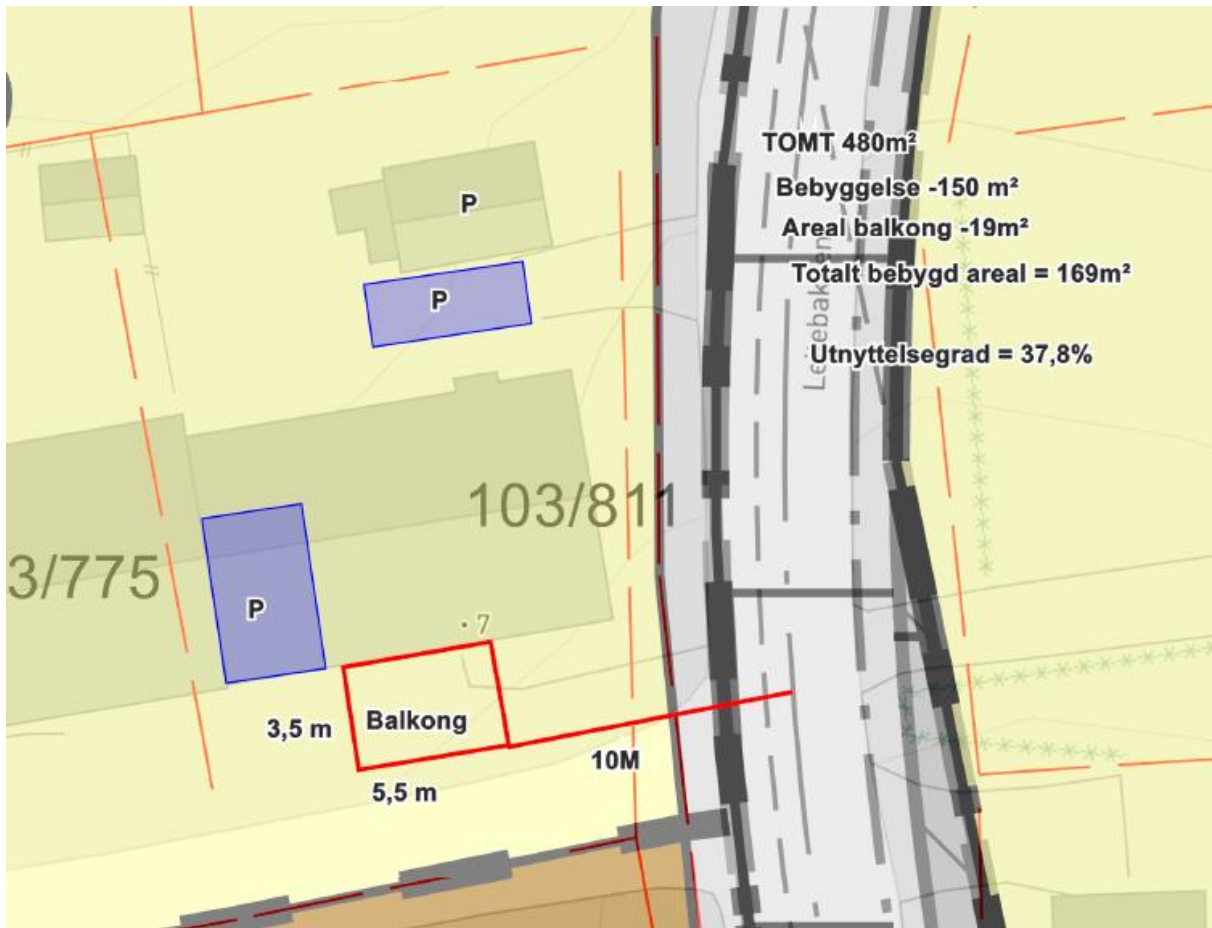 TOMT 480m²
Bebyggelse -150 m²
Areal balkong -19m²
Totalt bebygd areal = 169m²
Utnyttelsegrad = 37,8%
P
P
103/811
3/775
P
7
Balkong
3,5 m
5,5 m
10M